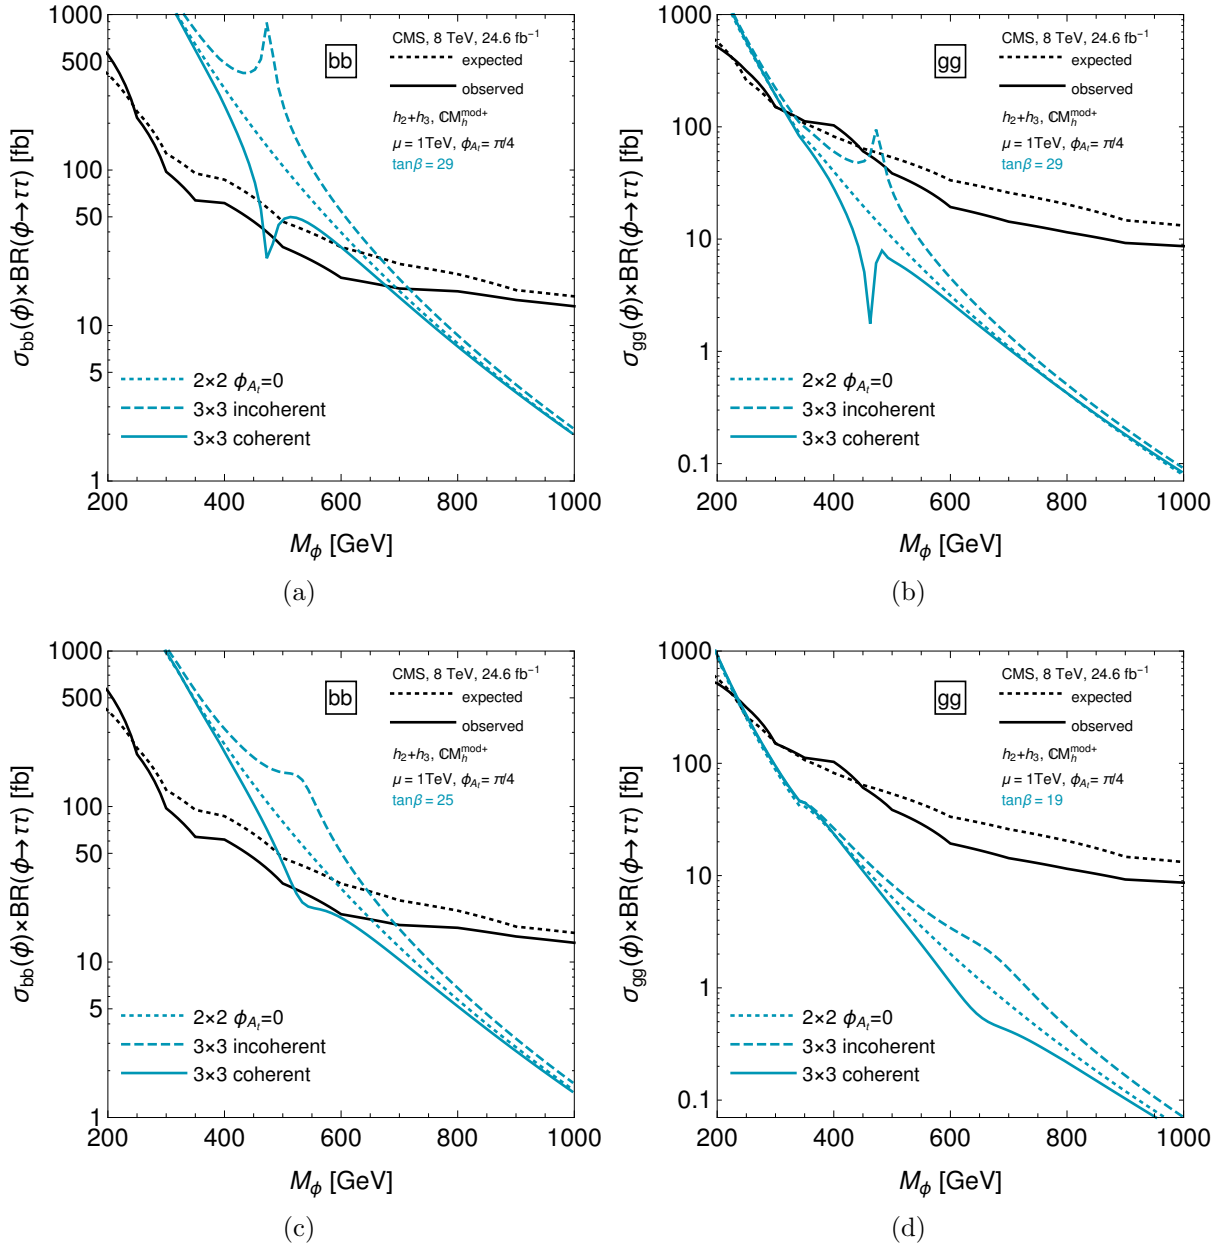 1000
500
100
50
10
5
1
200
400
600
800
1000
σbb(ϕ)×BR(ϕ→ττ) [fb]
Mϕ [GeV]
bb
CMS, 8 TeV, 24.6 fb⁻¹
expected
observed
h₂+h₃, ℂM_h^mod+
μ = 1TeV, ϕ_{A_t} = π/4
tanβ = 29
2×2 ϕ_{A_t}=0
3×3 incoherent
3×3 coherent
(a)
1000
100
10
1
0.1
200
400
600
800
1000
σgg(ϕ)×BR(ϕ→ττ) [fb]
Mϕ [GeV]
gg
CMS, 8 TeV, 24.6 fb⁻¹
expected
observed
h₂+h₃, ℂM_h^mod+
μ = 1TeV, ϕ_{A_t} = π/4
tanβ = 29
2×2 ϕ_{A_t}=0
3×3 incoherent
3×3 coherent
(b)
1000
500
100
50
10
5
1
200
400
600
800
1000
σbb(ϕ)×BR(ϕ→ττ) [fb]
Mϕ [GeV]
bb
CMS, 8 TeV, 24.6 fb⁻¹
expected
observed
h₂+h₃, ℂM_h^mod+
μ = 1TeV, ϕ_{A_t} = π/4
tanβ = 25
2×2 ϕ_{A_t}=0
3×3 incoherent
3×3 coherent
(c)
1000
100
10
1
0.1
200
400
600
800
1000
σgg(ϕ)×BR(ϕ→ττ) [fb]
Mϕ [GeV]
gg
CMS, 8 TeV, 24.6 fb⁻¹
expected
observed
h₂+h₃, ℂM_h^mod+
μ = 1TeV, ϕ_{A_t} = π/4
tanβ = 19
2×2 ϕ_{A_t}=0
3×3 incoherent
3×3 coherent
(d)